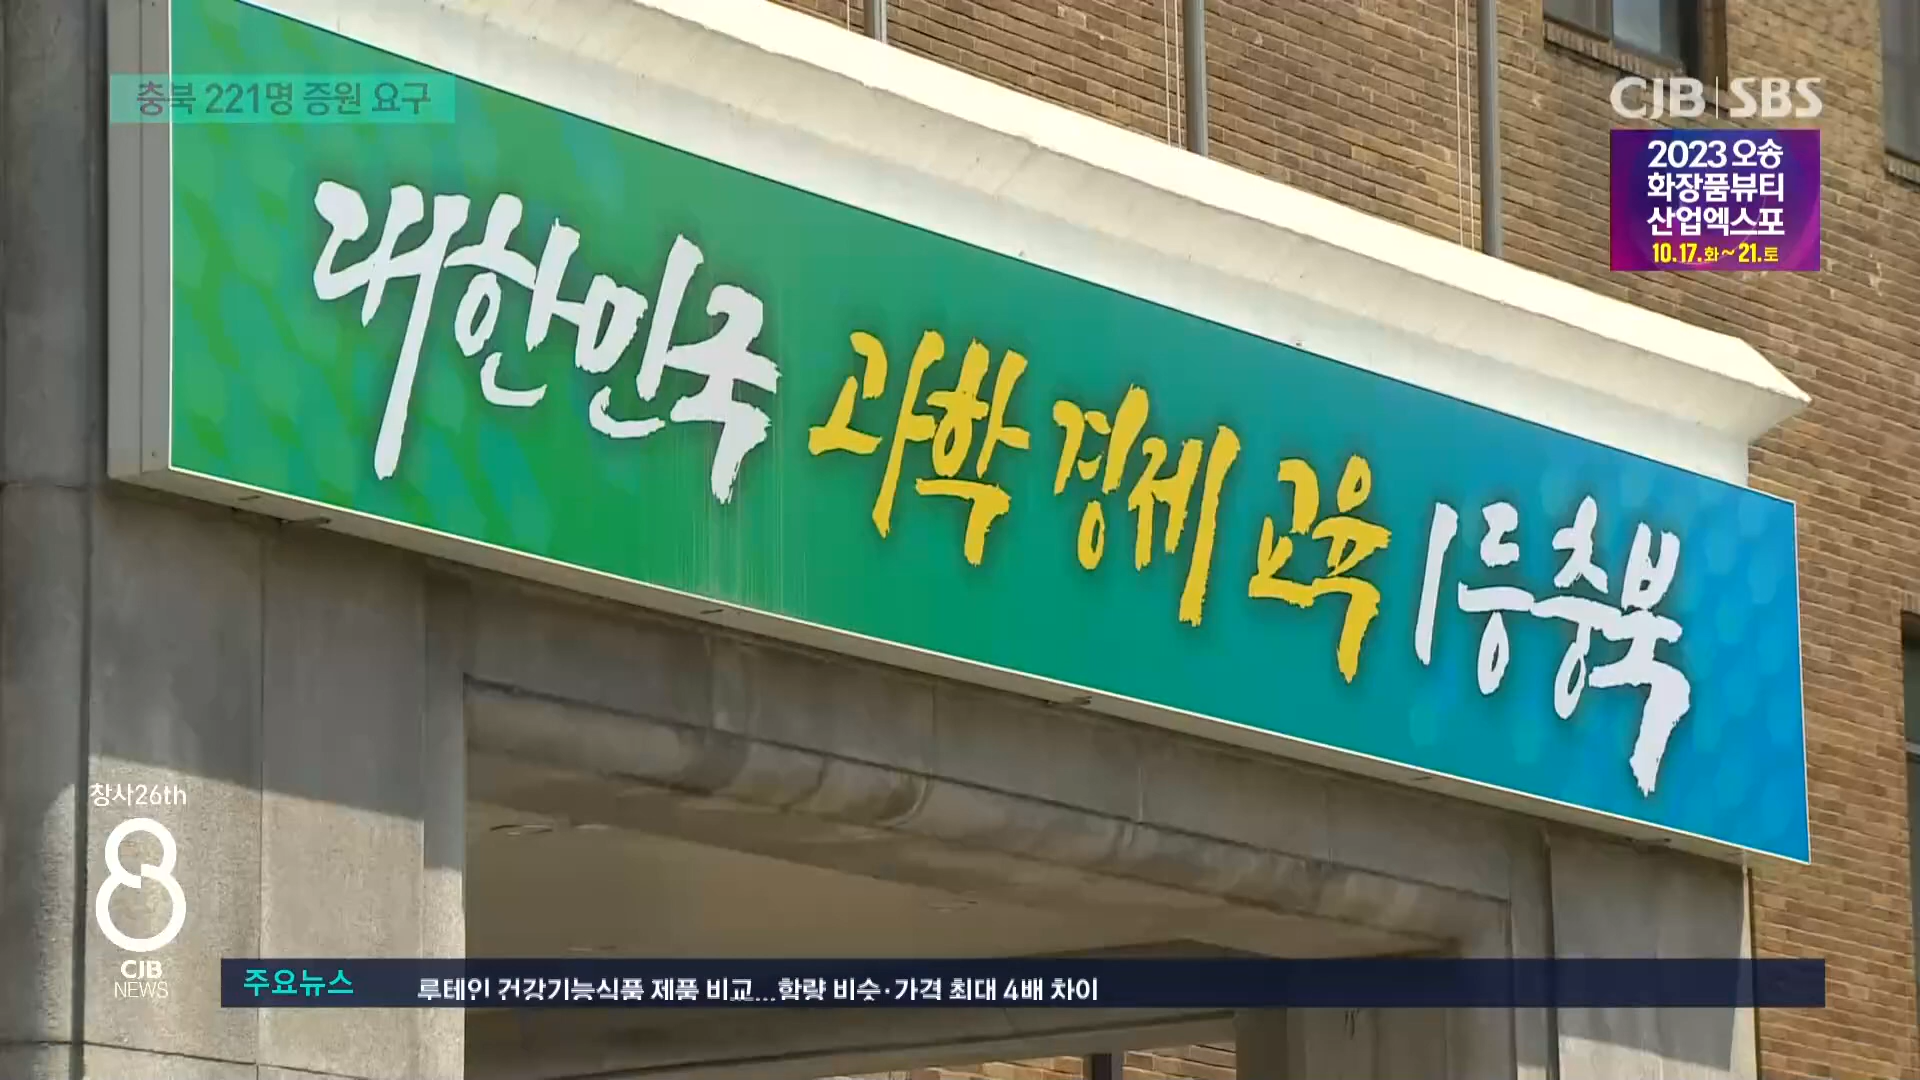 충북 221명 증원 요구
CJB SBS
2023 오송
화장품뷰티
산업엑스포
10.17.화~21.토
대한민국 과학 경제 교육 1등 충북
창사26th
8
CJB
NEWS
주요뉴스 루테인 건강기능식품 제품 비교...함량 비슷·가격 최대 4배 차이